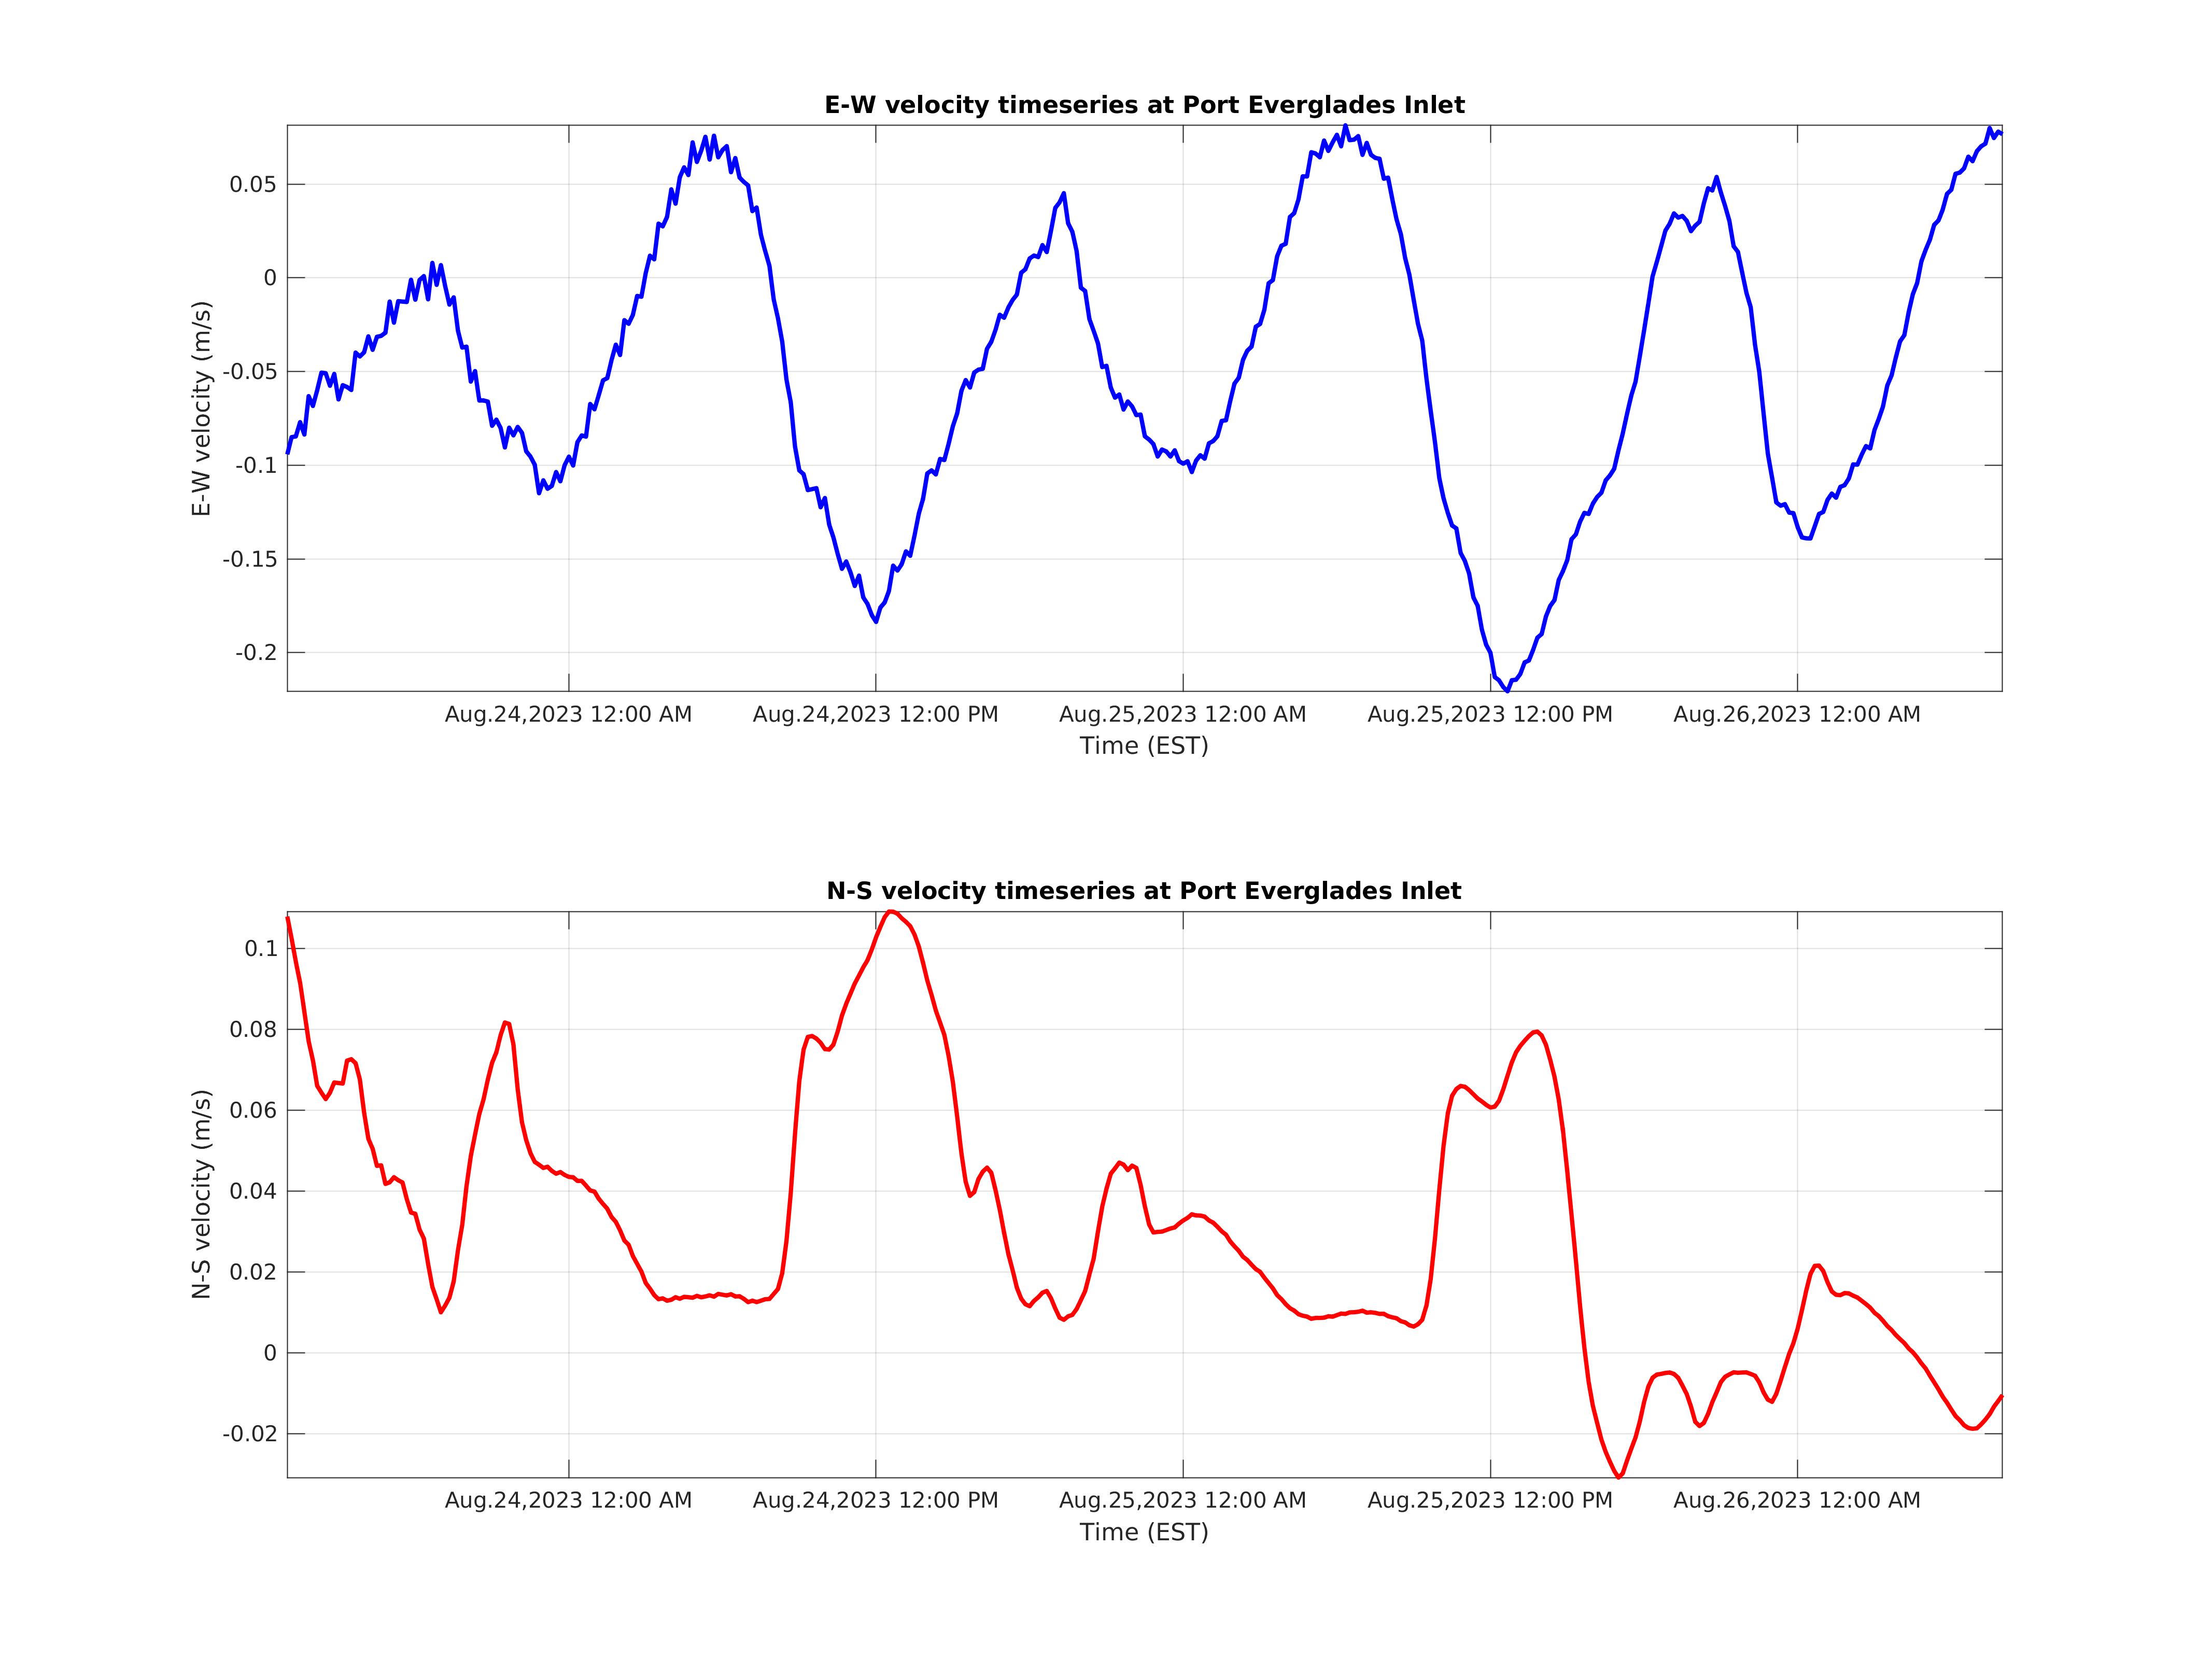 E-W velocity timeseries at Port Everglades Inlet
0.05
0
-0.05
-0.1
-0.15
-0.2
E-W velocity (m/s)
Aug.24,2023 12:00 AM Aug.24,2023 12:00 PM Aug.25,2023 12:00 AM Aug.25,2023 12:00 PM Aug.26,2023 12:00 AM
Time (EST)
N-S velocity timeseries at Port Everglades Inlet
0.1
0.08
0.06
0.04
0.02
0
-0.02
N-S velocity (m/s)
Aug.24,2023 12:00 AM Aug.24,2023 12:00 PM Aug.25,2023 12:00 AM Aug.25,2023 12:00 PM Aug.26,2023 12:00 AM
Time (EST)